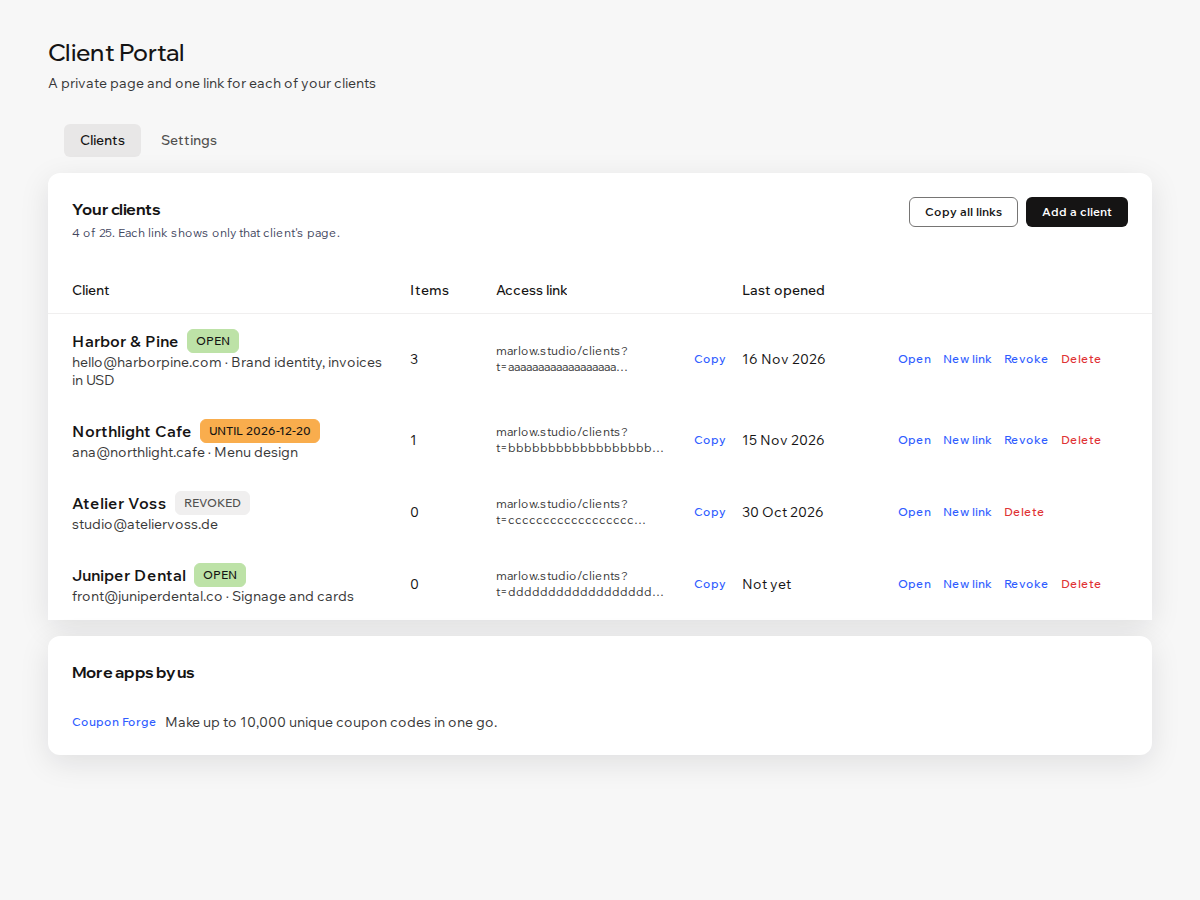 Client Portal
A private page and one link for each of your clients
Clients Settings
Your clients
4 of 25. Each link shows only that client's page.
Copy all links Add a client
Client Items Access link Last opened
Harbor & Pine OPEN
hello@harborpine.com · Brand identity, invoices
in USD
3
marlow.studio/clients?
t=aaaaaaaaaaaaaaaaaa…
Copy 16 Nov 2026 Open New link Revoke Delete
Northlight Cafe UNTIL 2026-12-20
ana@northlight.cafe · Menu design
1
marlow.studio/clients?
t=bbbbbbbbbbbbbbbbbb…
Copy 15 Nov 2026 Open New link Revoke Delete
Atelier Voss REVOKED
studio@ateliervoss.de
0
marlow.studio/clients?
t=cccccccccccccccccc…
Copy 30 Oct 2026 Open New link Delete
Juniper Dental OPEN
front@juniperdental.co · Signage and cards
0
marlow.studio/clients?
t=dddddddddddddddddd…
Copy Not yet Open New link Revoke Delete
More apps by us
Coupon Forge Make up to 10,000 unique coupon codes in one go.